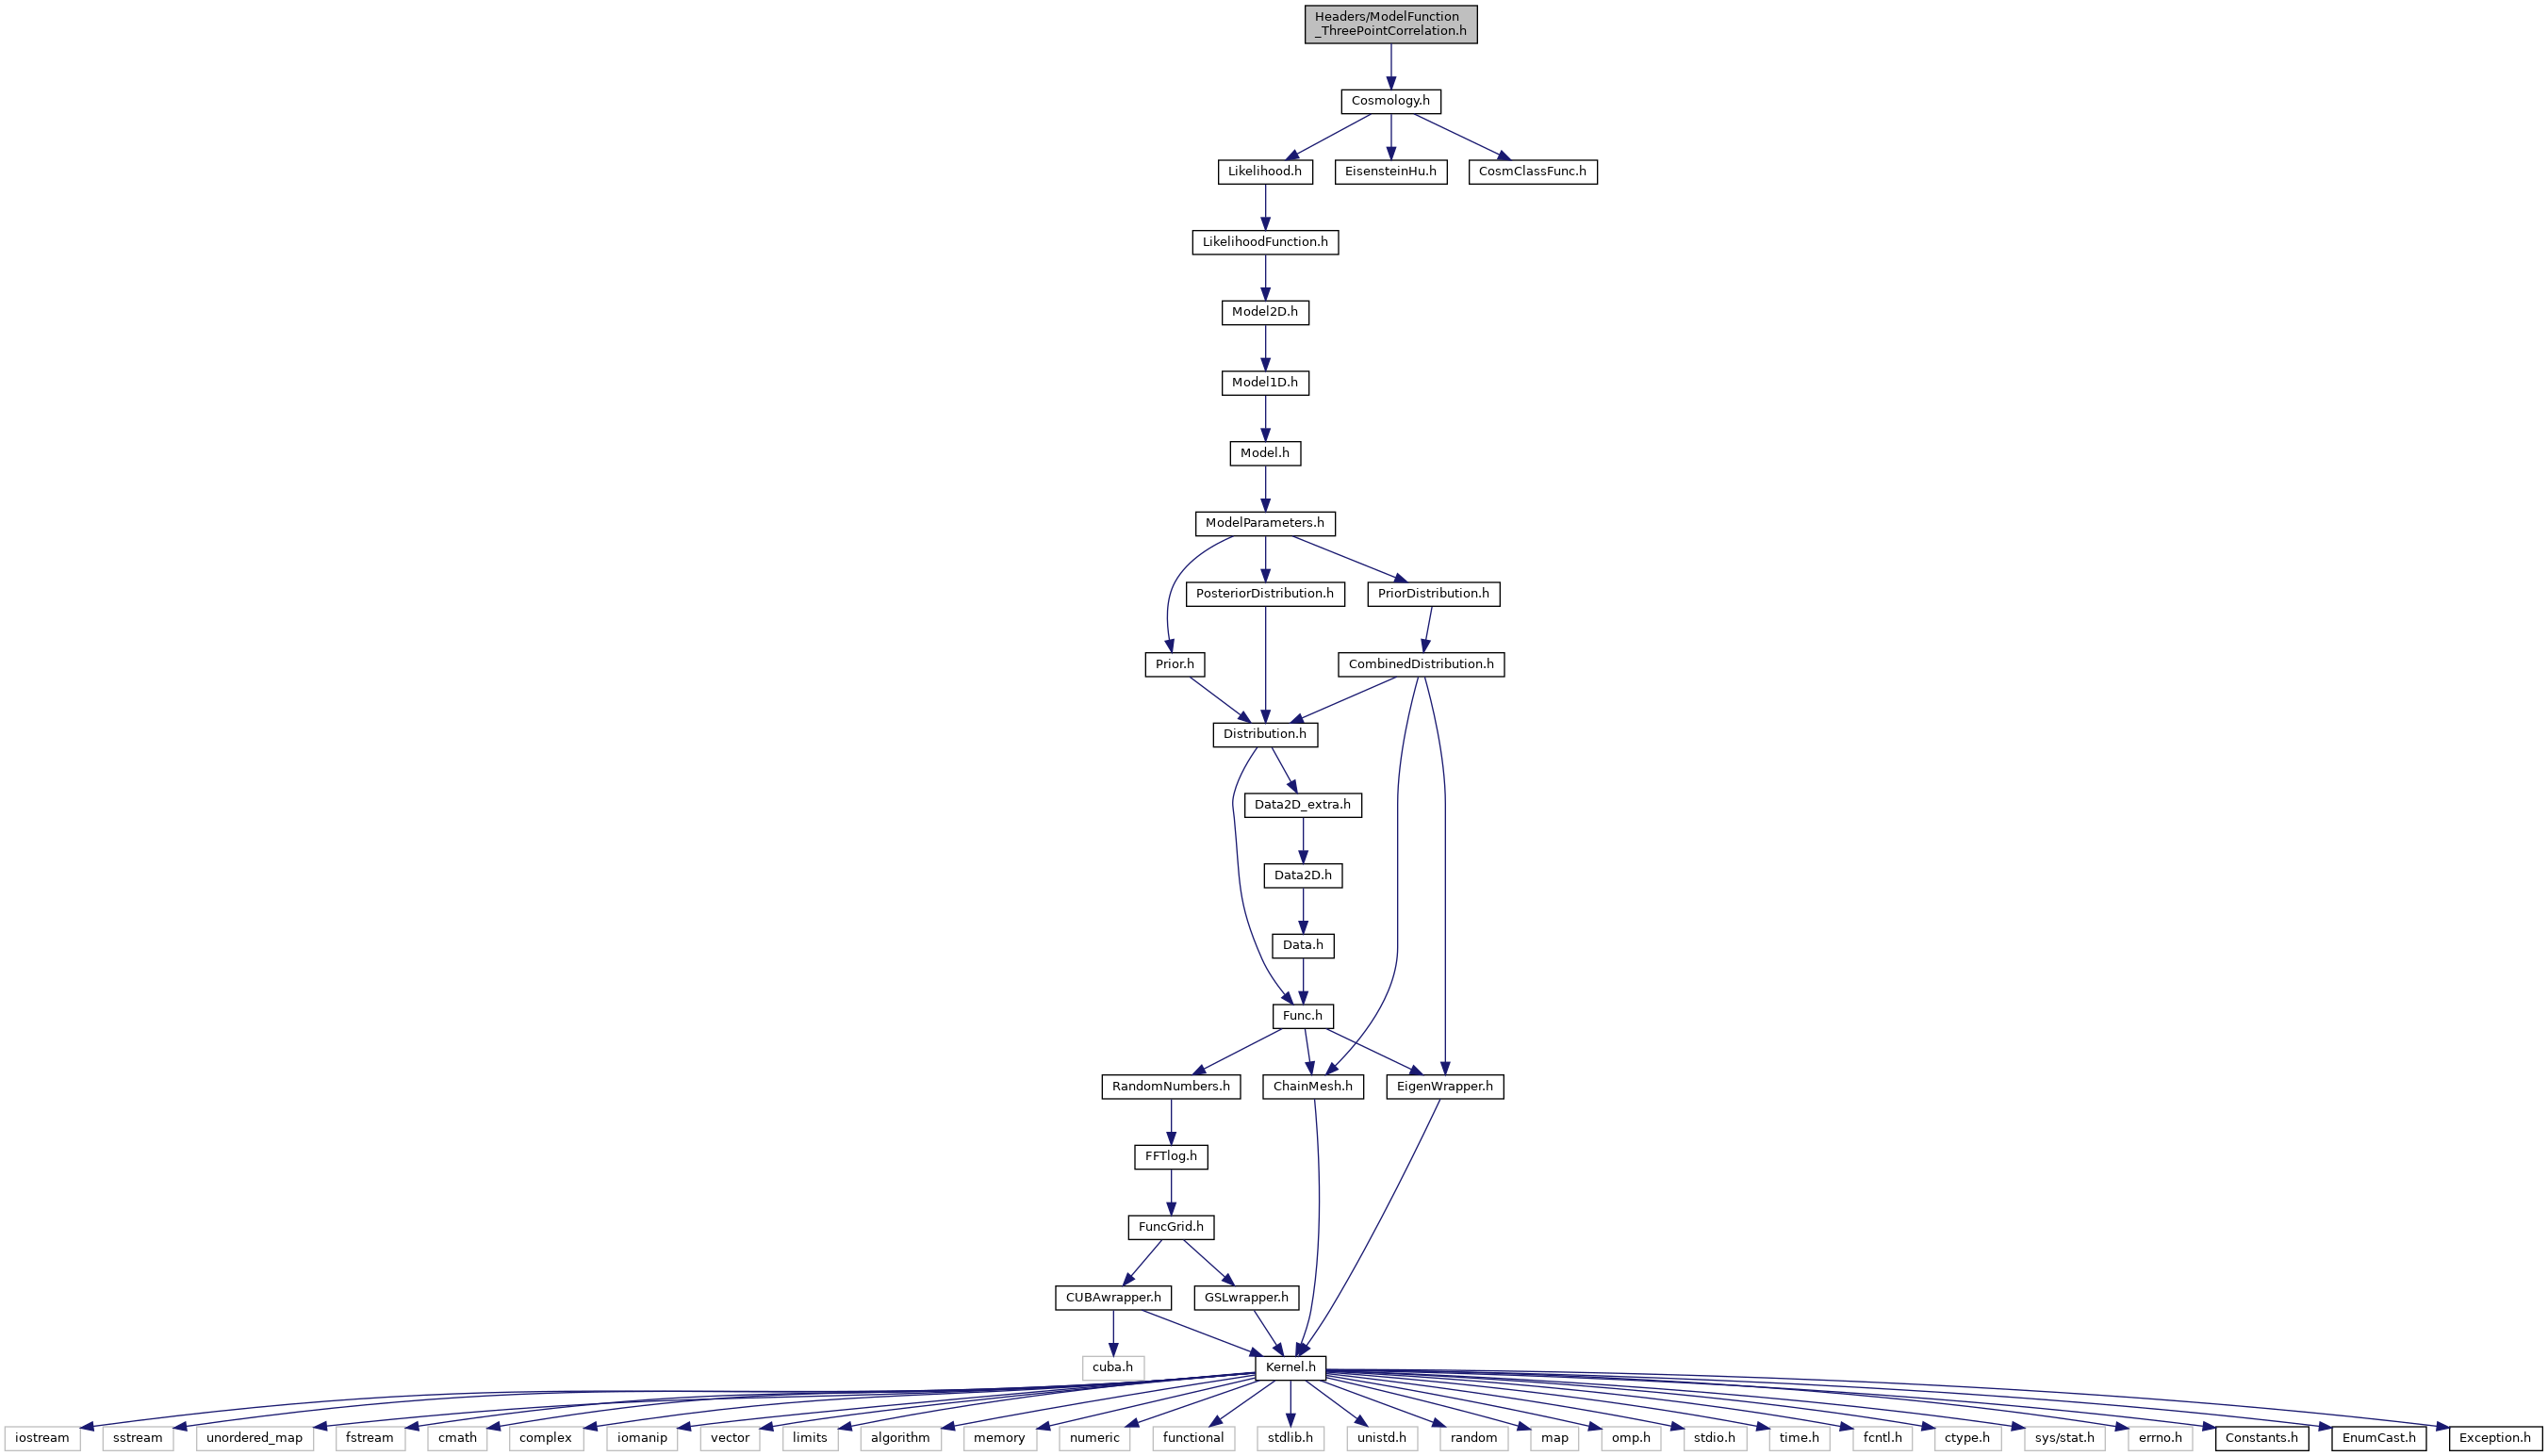 Headers/ModelFunction
_ThreePointCorrelation.h
Cosmology.h
Likelihood.h
EisensteinHu.h
CosmClassFunc.h
LikelihoodFunction.h
Model2D.h
Model1D.h
Model.h
ModelParameters.h
PosteriorDistribution.h
PriorDistribution.h
Prior.h
CombinedDistribution.h
Distribution.h
Data2D_extra.h
Data2D.h
Data.h
Func.h
RandomNumbers.h
ChainMesh.h
EigenWrapper.h
FFTlog.h
FuncGrid.h
CUBAwrapper.h
GSLwrapper.h
cuba.h
Kernel.h
iostream
sstream
unordered_map
fstream
cmath
complex
iomanip
vector
limits
algorithm
memory
numeric
functional
stdlib.h
unistd.h
random
map
omp.h
stdio.h
time.h
fcntl.h
ctype.h
sys/stat.h
errno.h
Constants.h
EnumCast.h
Exception.h